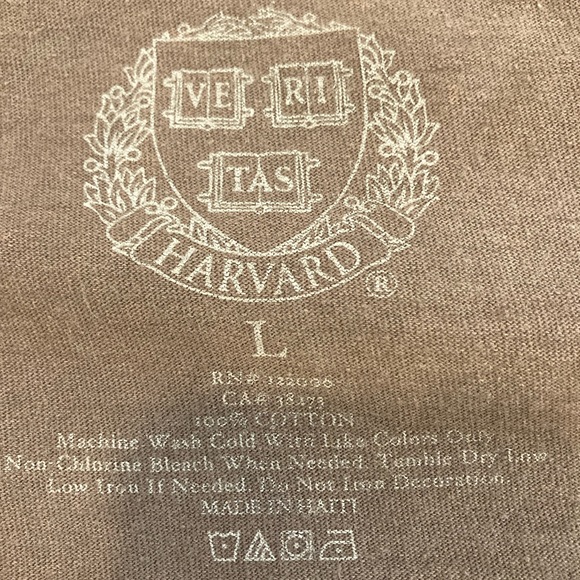 VE RI
TAS
HARVARD ®
L
RN# 122006
CA# 38173
100% COTTON
Machine Wash Cold With Like Colors Only.
Non-Chlorine Bleach When Needed. Tumble Dry Low.
Low Iron If Needed. Do Not Iron Decoration.
MADE IN HAITI